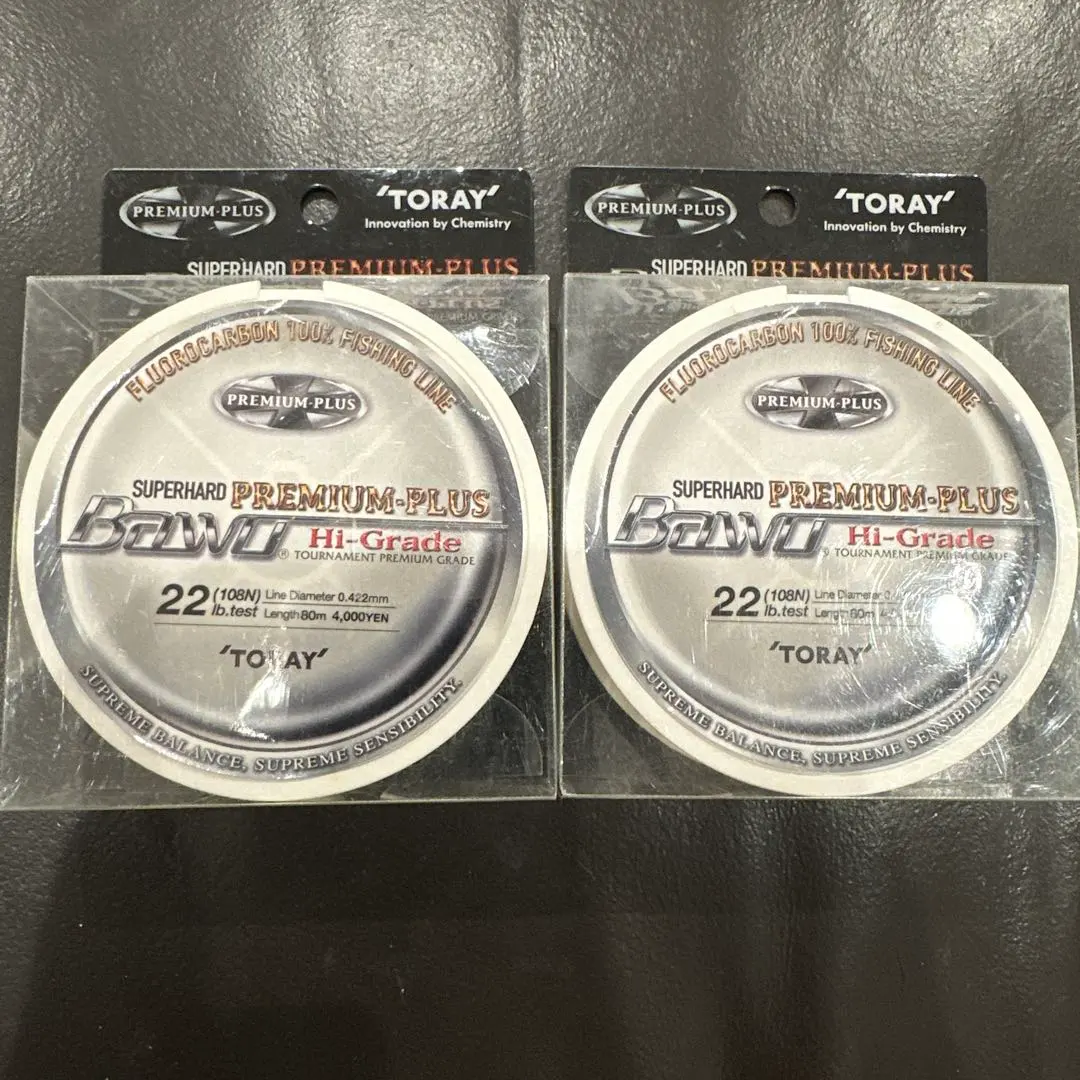 PREMIUM-PLUS
'TORAY'
Innovation by Chemistry
SUPERHARD PREMIUM-PLUS
FLUOROCARBON 100% FISHING LINE
PREMIUM-PLUS
SUPERHARD PREMIUM-PLUS
BAWO Hi-Grade
® TOURNAMENT PREMIUM GRADE
22 (108N) Line Diameter 0.422mm
lb.test Length 80m 4,000YEN
'TORAY'
SUPREME BALANCE, SUPREME SENSIBILITY.
PREMIUM-PLUS
'TORAY'
Innovation by Chemistry
SUPERHARD PREMIUM-PLUS
FLUOROCARBON 100% FISHING LINE
PREMIUM-PLUS
SUPERHARD PREMIUM-PLUS
BAWO Hi-Grade
® TOURNAMENT PREMIUM GRADE
22 (108N) Line Diameter
lb.test Length 80m
'TORAY'
SUPREME BALANCE, SUPREME SENSIBILITY.